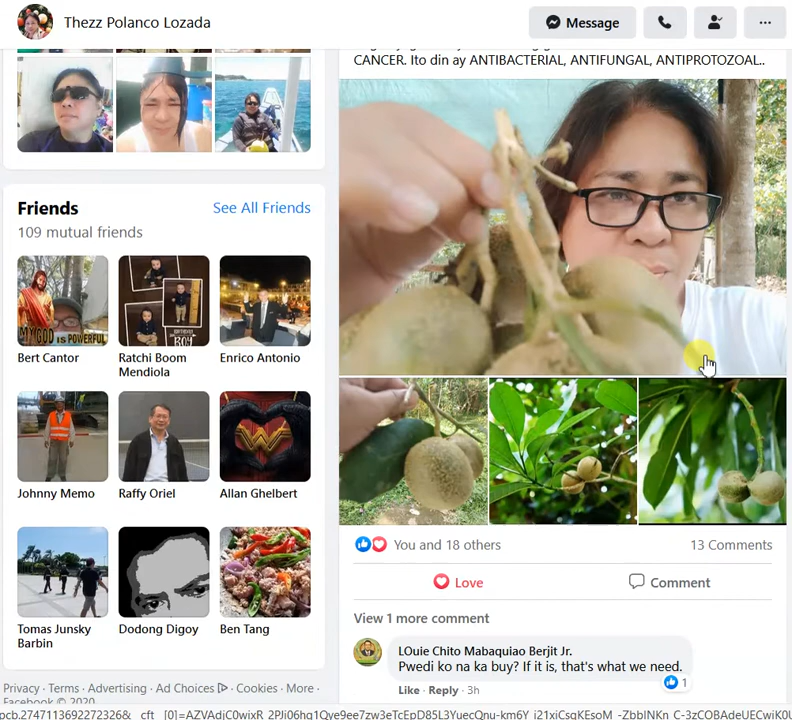 Thezz Polanco Lozada
Message
Friends
See All Friends
109 mutual friends
MY GOD IS POWERFUL
Bert Cantor
Ratchi Boom
Mendiola
Enrico Antonio
Johnny Memo
Raffy Oriel
Allan Ghelbert
Tomas Junsky
Barbin
Dodong Digoy
Ben Tang
Privacy · Terms · Advertising · Ad Choices · Cookies · More ·
Facebook © 2020
CANCER. Ito din ay ANTIBACTERIAL, ANTIFUNGAL, ANTIPROTOZOAL..
You and 18 others
13 Comments
Love
Comment
View 1 more comment
LOuie Chito Mabaquiao Berjit Jr.
Pwedi ko na ka buy? If it is, that's what we need.
1
Like · Reply · 3h